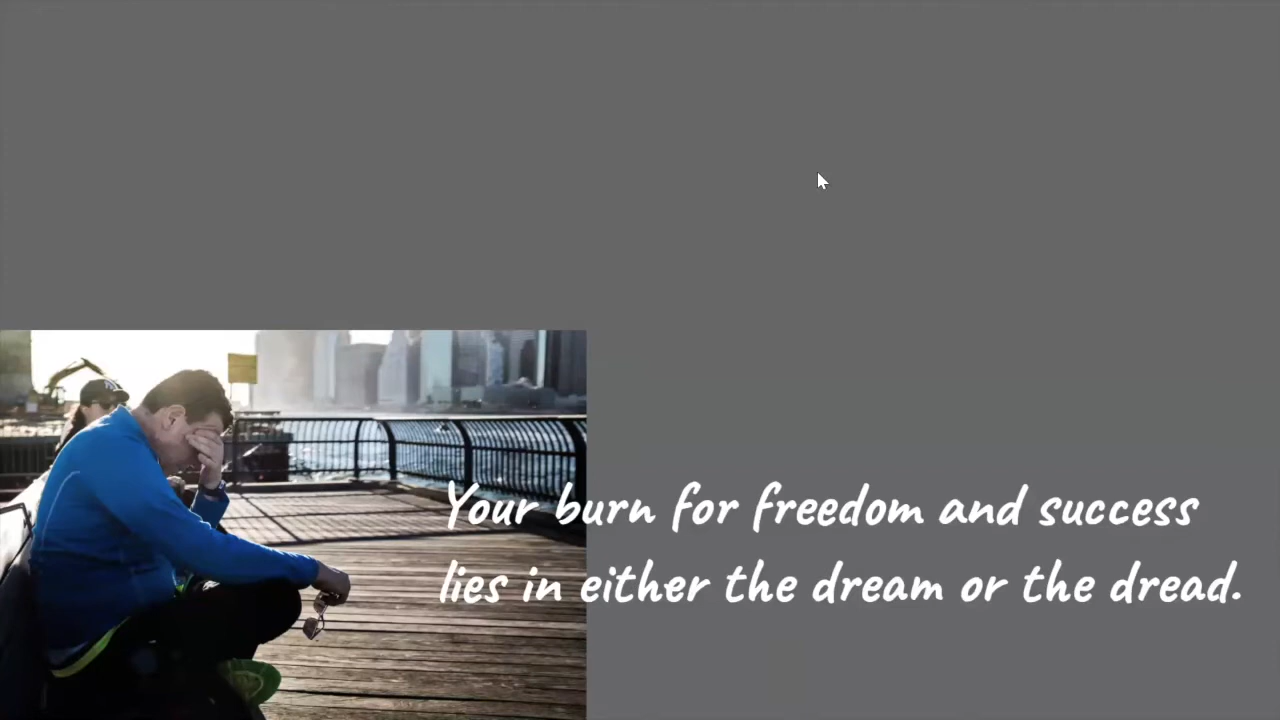 Your burn for freedom and success
lies in either the dream or the dread.